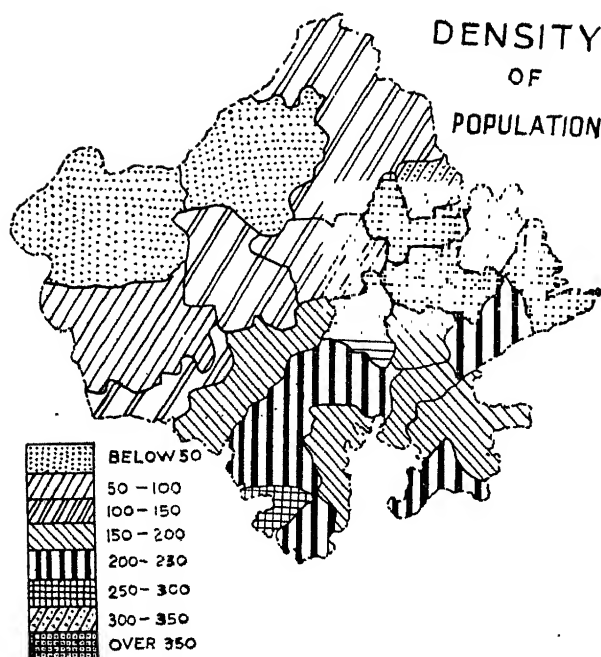 DENSITY
OF
POPULATION
BELOW 50
50 – 100
100 – 150
150 – 200
200 – 230
250 – 300
300 – 350
OVER 350